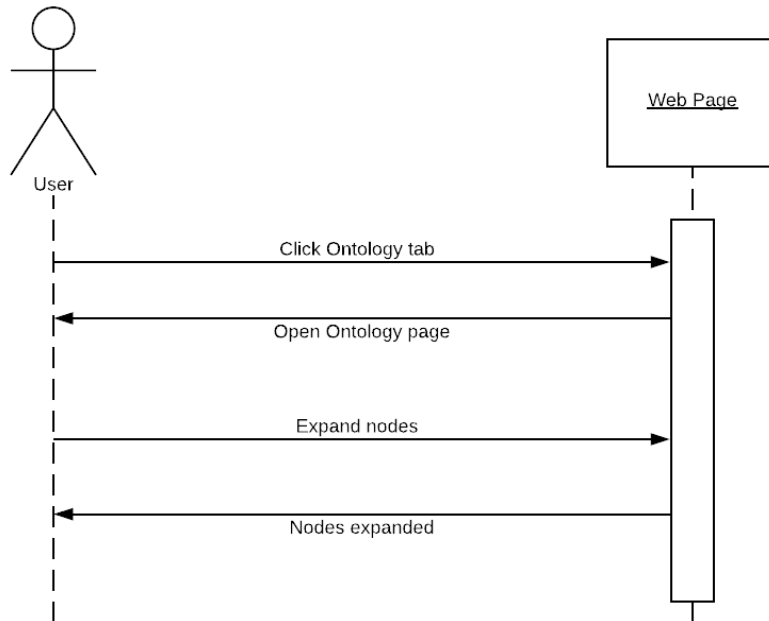 Web Page
User
Click Ontology tab
Open Ontology page
Expand nodes
Nodes expanded